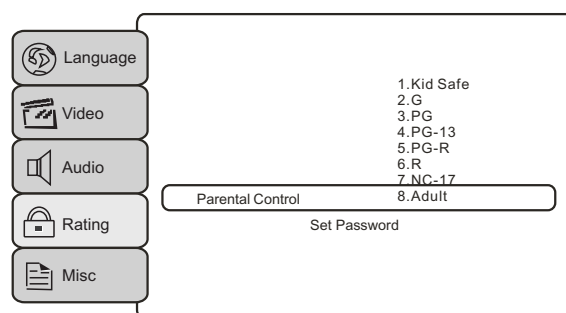 Language
Video
Audio
Rating
Misc
1.Kid Safe
2.G
3.PG
4.PG-13
5.PG-R
6.R
7.NC-17
Parental Control 8.Adult
Set Password